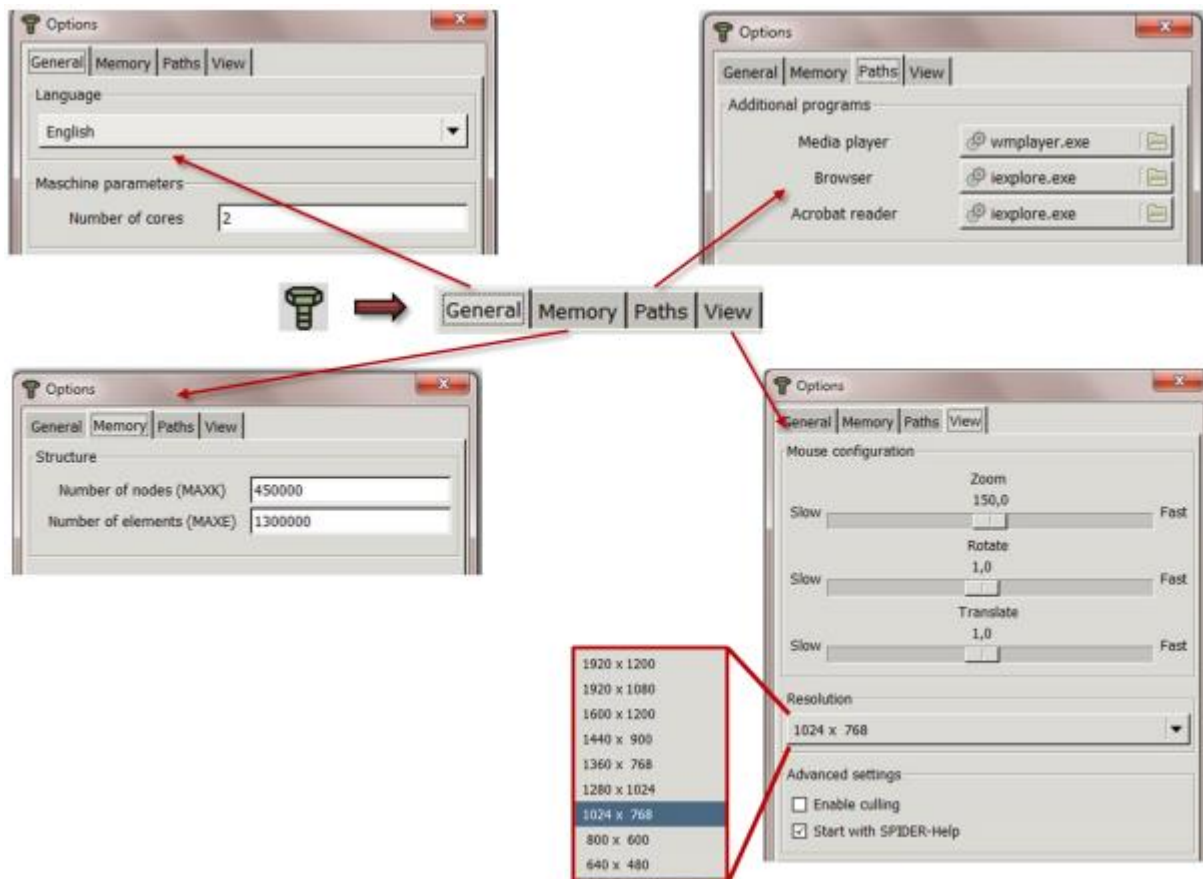 Options
General Memory Paths View
Language
English
Maschine parameters
Number of cores 2
Options
General Memory Paths View
Additional programs
Media player wmplayer.exe
Browser iexplore.exe
Acrobat reader iexplore.exe
General Memory Paths View
Options
General Memory Paths View
Structure
Number of nodes (MAXK) 450000
Number of elements (MAXE) 1300000
Options
General Memory Paths View
Mouse configuration
Zoom
150,0
Slow Fast
Rotate
1,0
Slow Fast
Translate
1,0
Slow Fast
Resolution
1024 x 768
Advanced settings
Enable culling
Start with SPIDER-Help
1920 x 1200
1920 x 1080
1600 x 1200
1440 x 900
1360 x 768
1280 x 1024
1024 x 768
800 x 600
640 x 480